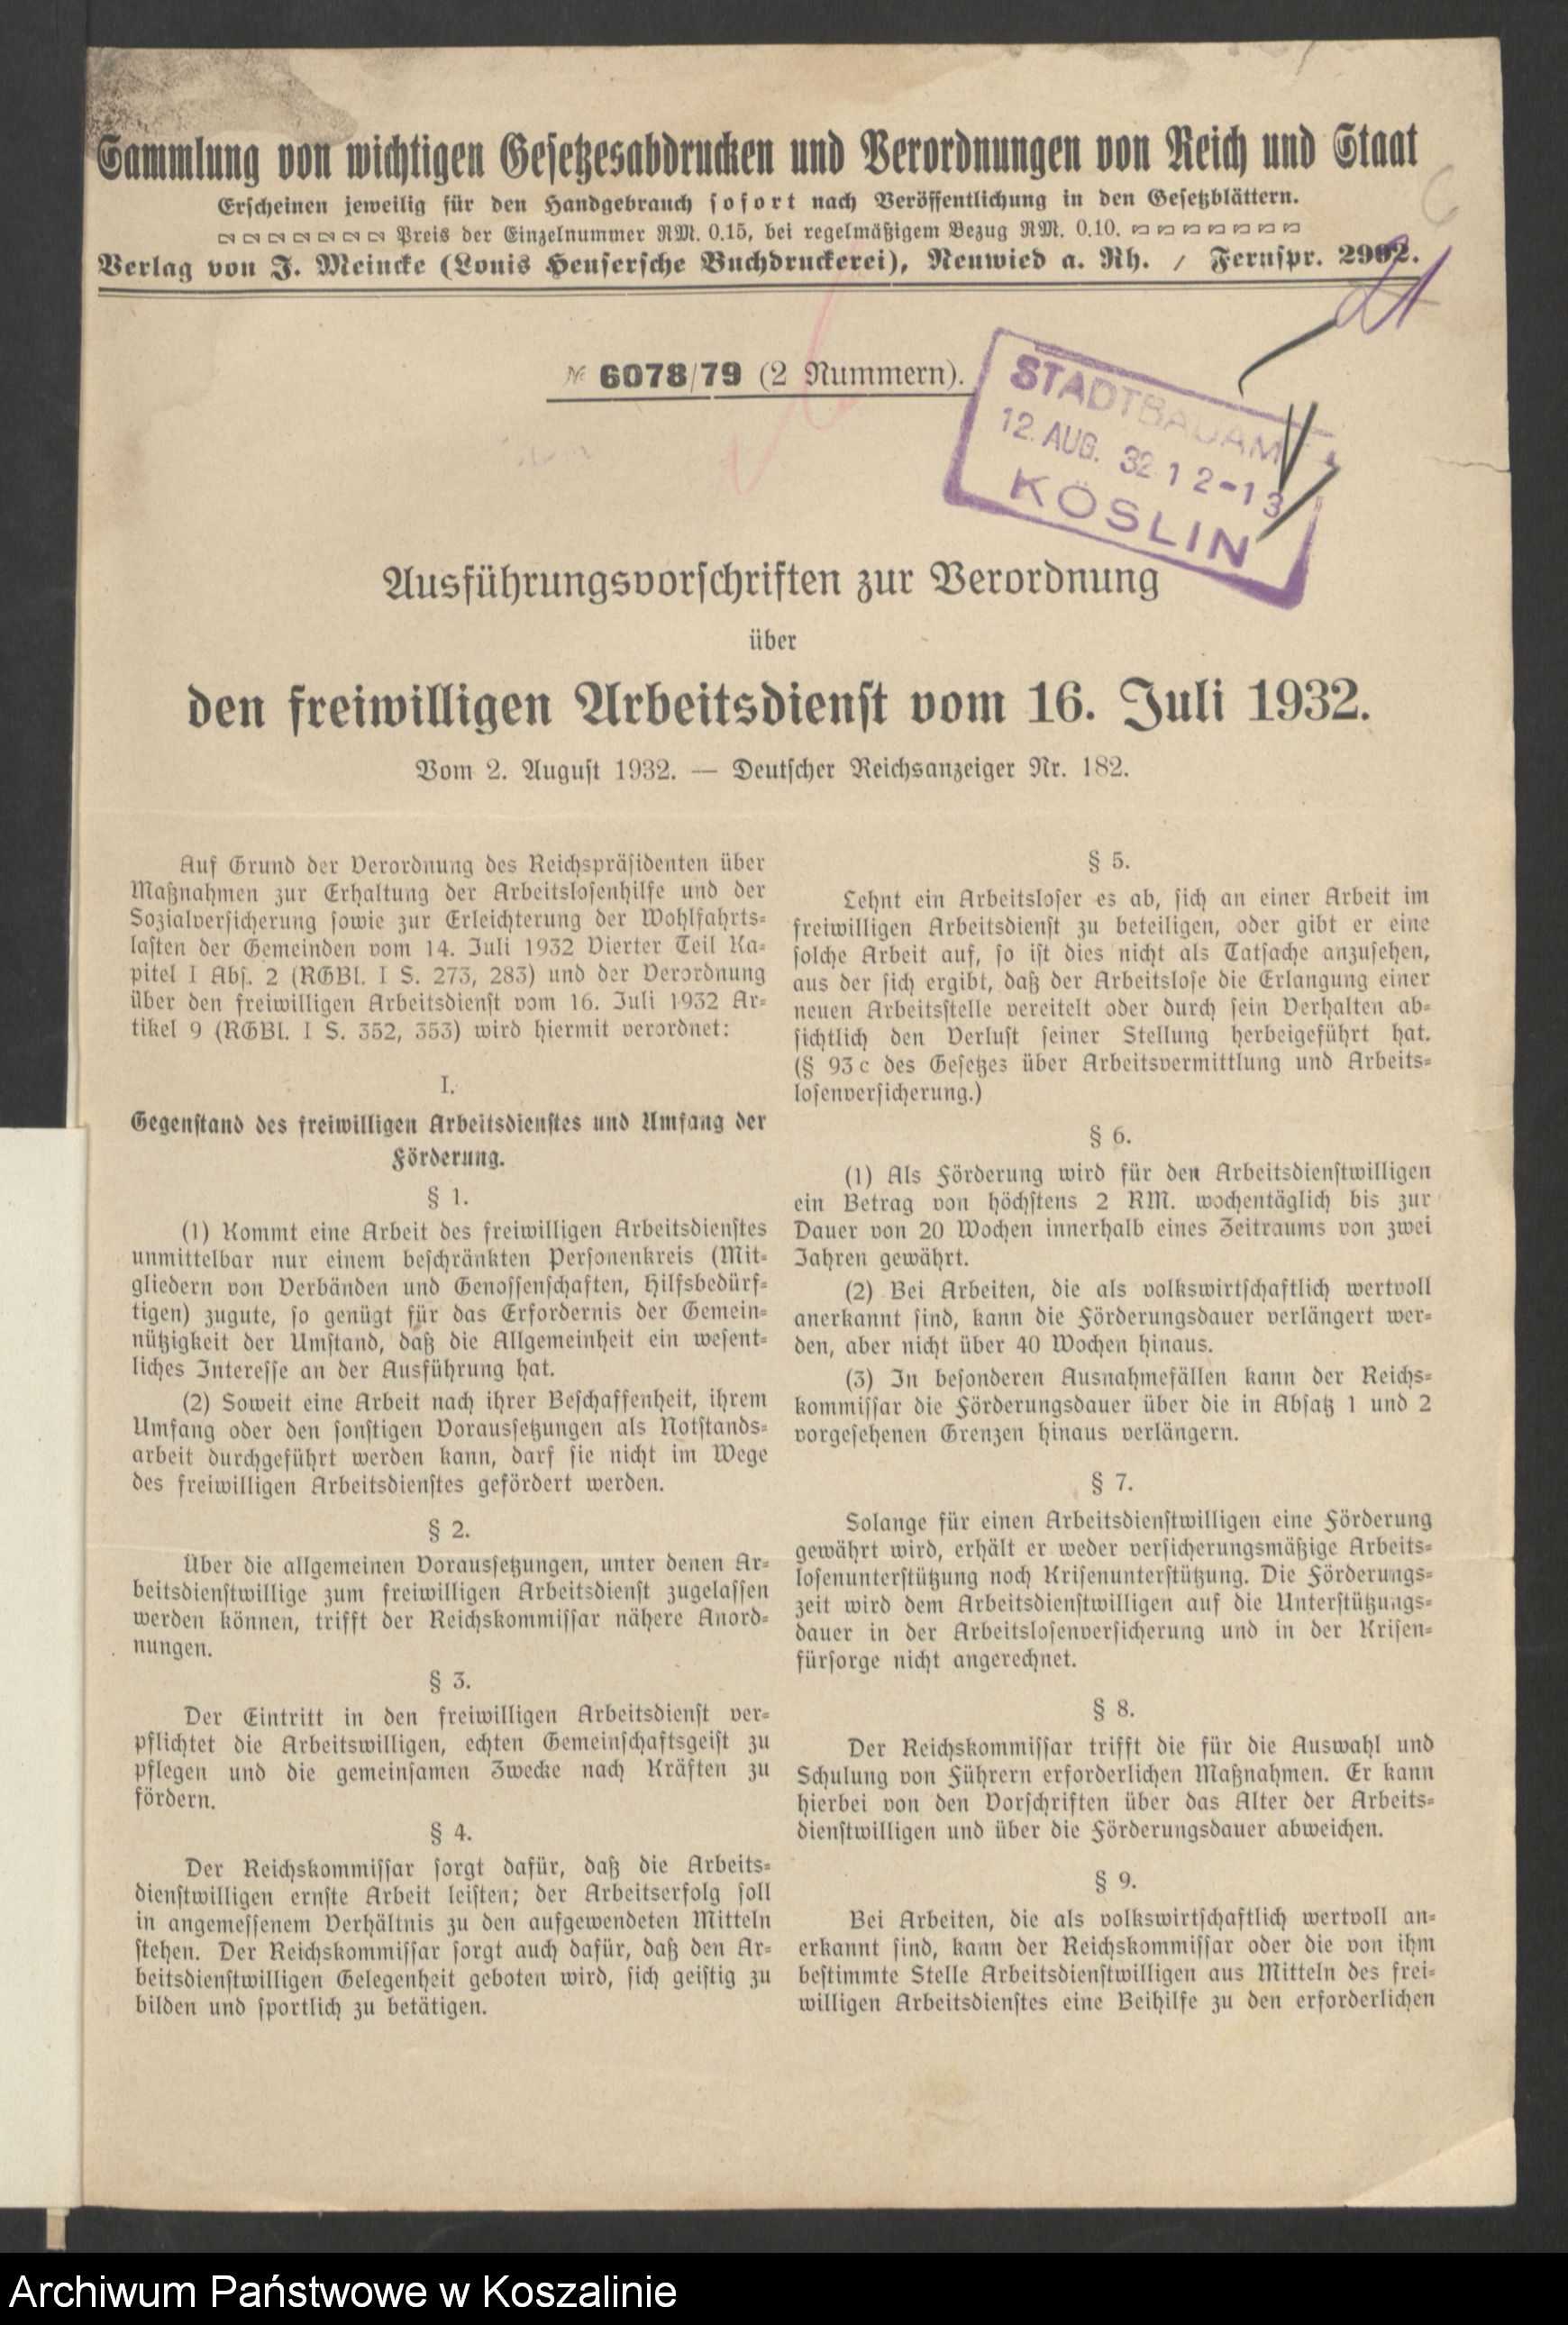 Sammlung von wichtigen Gesetzesabdrucken und Verordnungen von Reich und Staat
Erscheinen jeweilig für den Handgebrauch sofort nach Veröffentlichung in den Gesetzblättern.
Preis der Einzelnummer RM. 0.15, bei regelmäßigem Bezug RM. 0.10.
Verlag von J. Meincke (Louis Heusersche Buchdruckerei), Neuwied a. Rh. / Fernspr. 2902.
№ 6078/79 (2 Nummern).
STADTBAUAMT
12. AUG. 32 12-13
KÖSLIN
Ausführungsvorschriften zur Verordnung
über
den freiwilligen Arbeitsdienst vom 16. Juli 1932.
Vom 2. August 1932. — Deutscher Reichsanzeiger Nr. 182.
Auf Grund der Verordnung des Reichspräsidenten über
Maßnahmen zur Erhaltung der Arbeitslosenhilfe und der
Sozialversicherung sowie zur Erleichterung der Wohlfahrts-
lasten der Gemeinden vom 14. Juli 1932 Vierter Teil Ka-
pitel I Abs. 2 (RGBl. I S. 273, 283) und der Verordnung
über den freiwilligen Arbeitsdienst vom 16. Juli 1932 Ar-
tikel 9 (RGBl. I S. 352, 353) wird hiermit verordnet:
I.
Gegenstand des freiwilligen Arbeitsdienstes und Umfang der
Förderung.
§ 1.
(1) Kommt eine Arbeit des freiwilligen Arbeitsdienstes
unmittelbar nur einem beschränkten Personenkreis (Mit-
gliedern von Verbänden und Genossenschaften, Hilfsbedürf-
tigen) zugute, so genügt für das Erfordernis der Gemein-
nützigkeit der Umstand, daß die Allgemeinheit ein wesent-
liches Interesse an der Ausführung hat.
(2) Soweit eine Arbeit nach ihrer Beschaffenheit, ihrem
Umfang oder den sonstigen Voraussetzungen als Notstands-
arbeit durchgeführt werden kann, darf sie nicht im Wege
des freiwilligen Arbeitsdienstes gefördert werden.
§ 2.
Über die allgemeinen Voraussetzungen, unter denen Ar-
beitsdienstwillige zum freiwilligen Arbeitsdienst zugelassen
werden können, trifft der Reichskommissar nähere Anord-
nungen.
§ 3.
Der Eintritt in den freiwilligen Arbeitsdienst ver-
pflichtet die Arbeitswilligen, echten Gemeinschaftsgeist zu
pflegen und die gemeinsamen Zwecke nach Kräften zu
fördern.
§ 4.
Der Reichskommissar sorgt dafür, daß die Arbeits-
dienstwilligen ernste Arbeit leisten; der Arbeitserfolg soll
in angemessenem Verhältnis zu den aufgewendeten Mitteln
stehen. Der Reichskommissar sorgt auch dafür, daß den Ar-
beitsdienstwilligen Gelegenheit geboten wird, sich geistig zu
bilden und sportlich zu betätigen.
§ 5.
Lehnt ein Arbeitsloser es ab, sich an einer Arbeit im
freiwilligen Arbeitsdienst zu beteiligen, oder gibt er eine
solche Arbeit auf, so ist dies nicht als Tatsache anzusehen,
aus der sich ergibt, daß der Arbeitslose die Erlangung einer
neuen Arbeitsstelle vereitelt oder durch sein Verhalten ab-
sichtlich den Verlust seiner Stellung herbeigeführt hat.
(§ 93 c des Gesetzes über Arbeitsvermittlung und Arbeits-
losenversicherung.)
§ 6.
(1) Als Förderung wird für den Arbeitsdienstwilligen
ein Betrag von höchstens 2 RM. wochentäglich bis zur
Dauer von 20 Wochen innerhalb eines Zeitraums von zwei
Jahren gewährt.
(2) Bei Arbeiten, die als volkswirtschaftlich wertvoll
anerkannt sind, kann die Förderungsdauer verlängert wer-
den, aber nicht über 40 Wochen hinaus.
(3) In besonderen Ausnahmefällen kann der Reichs-
kommissar die Förderungsdauer über die in Absatz 1 und 2
vorgesehenen Grenzen hinaus verlängern.
§ 7.
Solange für einen Arbeitsdienstwilligen eine Förderung
gewährt wird, erhält er weder versicherungsmäßige Arbeits-
losenunterstützung noch Krisenunterstützung. Die Förderungs-
zeit wird dem Arbeitsdienstwilligen auf die Unterstützungs-
dauer in der Arbeitslosenversicherung und in der Krisen-
fürsorge nicht angerechnet.
§ 8.
Der Reichskommissar trifft die für die Auswahl und
Schulung von Führern erforderlichen Maßnahmen. Er kann
hierbei von den Vorschriften über das Alter der Arbeits-
dienstwilligen und über die Förderungsdauer abweichen.
§ 9.
Bei Arbeiten, die als volkswirtschaftlich wertvoll an-
erkannt sind, kann der Reichskommissar oder die von ihm
bestimmte Stelle Arbeitsdienstwilligen aus Mitteln des frei-
willigen Arbeitsdienstes eine Beihilfe zu den erforderlichen
Archiwum Państwowe w Koszalinie